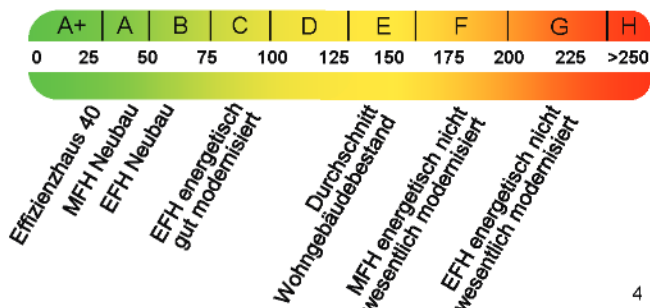 A+ A B C D E F G H
0 25 50 75 100 125 150 175 200 225 >250
Effizienzhaus 40
MFH Neubau
EFH Neubau
EFH energetisch
gut modernisiert
Durchschnitt
Wohngebäudebestand
MFH energetisch nicht
wesentlich modernisiert
EFH energetisch nicht
wesentlich modernisiert
4